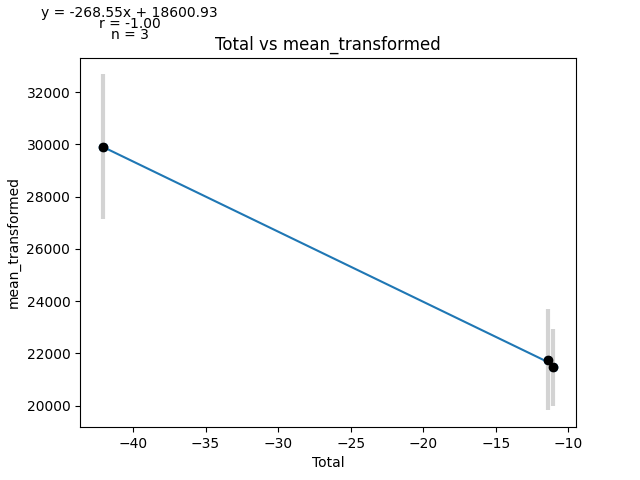 y = -268.55x + 18600.93
r = -1.00
n = 3
Total vs mean_transformed
mean_transformed
32000
30000
28000
26000
24000
22000
20000
−40
−35
−30
−25
−20
−15
−10
Total